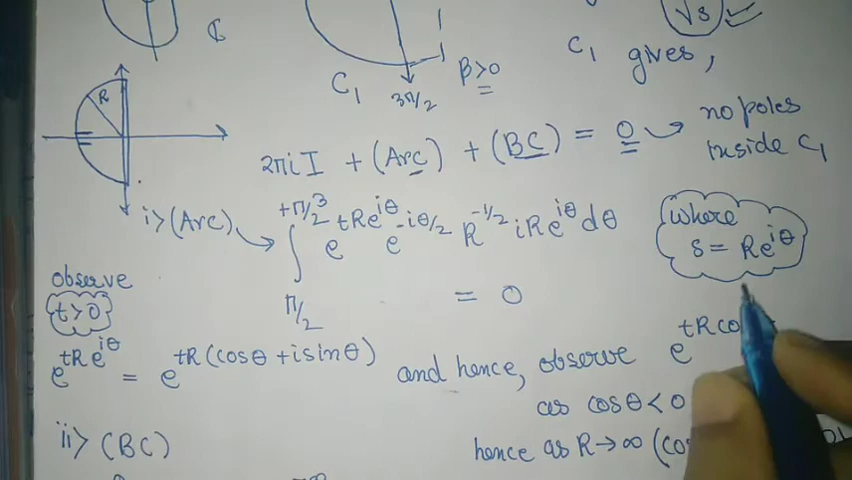 ₵
√s
C₁
β>0
3π/2
C₁ gives,
R
2πi I + (Arc) + (BC) = 0 → no poles inside C₁
i> (Arc) → ∫_{π/2}^{+π/2 3} e^{tRe^{iθ}} e^{-iθ/2} R^{-1/2} iRe^{iθ} dθ
where
s = Re^{iθ}
= 0
observe
t>0
e^{tRe^{iθ}} = e^{tR(cosθ + isinθ)} and hence, observe e^{tRco
as cosθ<0
ii> (BC)
hence as R→∞ (co
∞